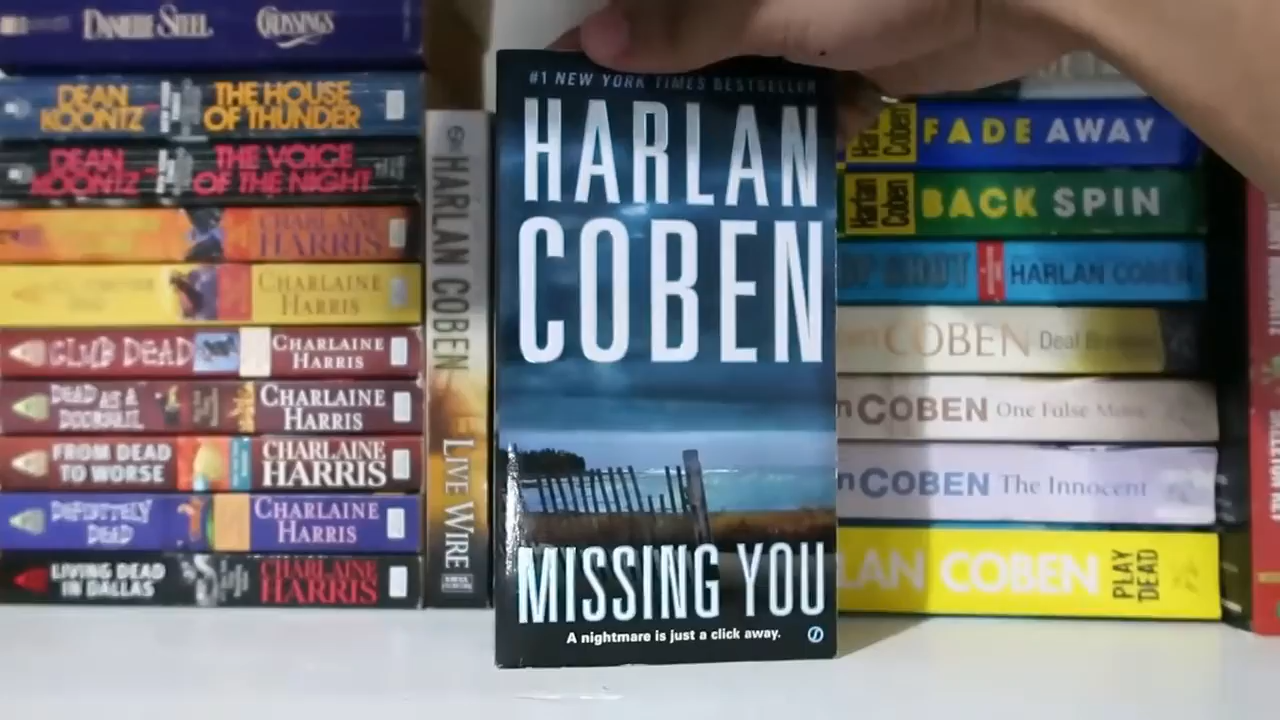 DANIELLE STEEL CROSSINGS
DEAN KOONTZ THE HOUSE OF THUNDER
DEAN KOONTZ THE VOICE OF THE NIGHT
CHARLAINE HARRIS
CHARLAINE HARRIS
CLUB DEAD CHARLAINE HARRIS
DEAD AS A DOORNAIL CHARLAINE HARRIS
FROM DEAD TO WORSE CHARLAINE HARRIS
DEFINITELY DEAD CHARLAINE HARRIS
LIVING DEAD IN DALLAS CHARLAINE HARRIS
HARLAN COBEN LIVE WIRE
#1 NEW YORK TIMES BESTSELLER
HARLAN
COBEN
MISSING YOU
A nightmare is just a click away.
Harlan Coben FADE AWAY
Harlan Coben BACK SPIN
HARLAN COBEN
COBEN Deal
COBEN One False Move
COBEN The Innocent
LAN COBEN PLAY DEAD